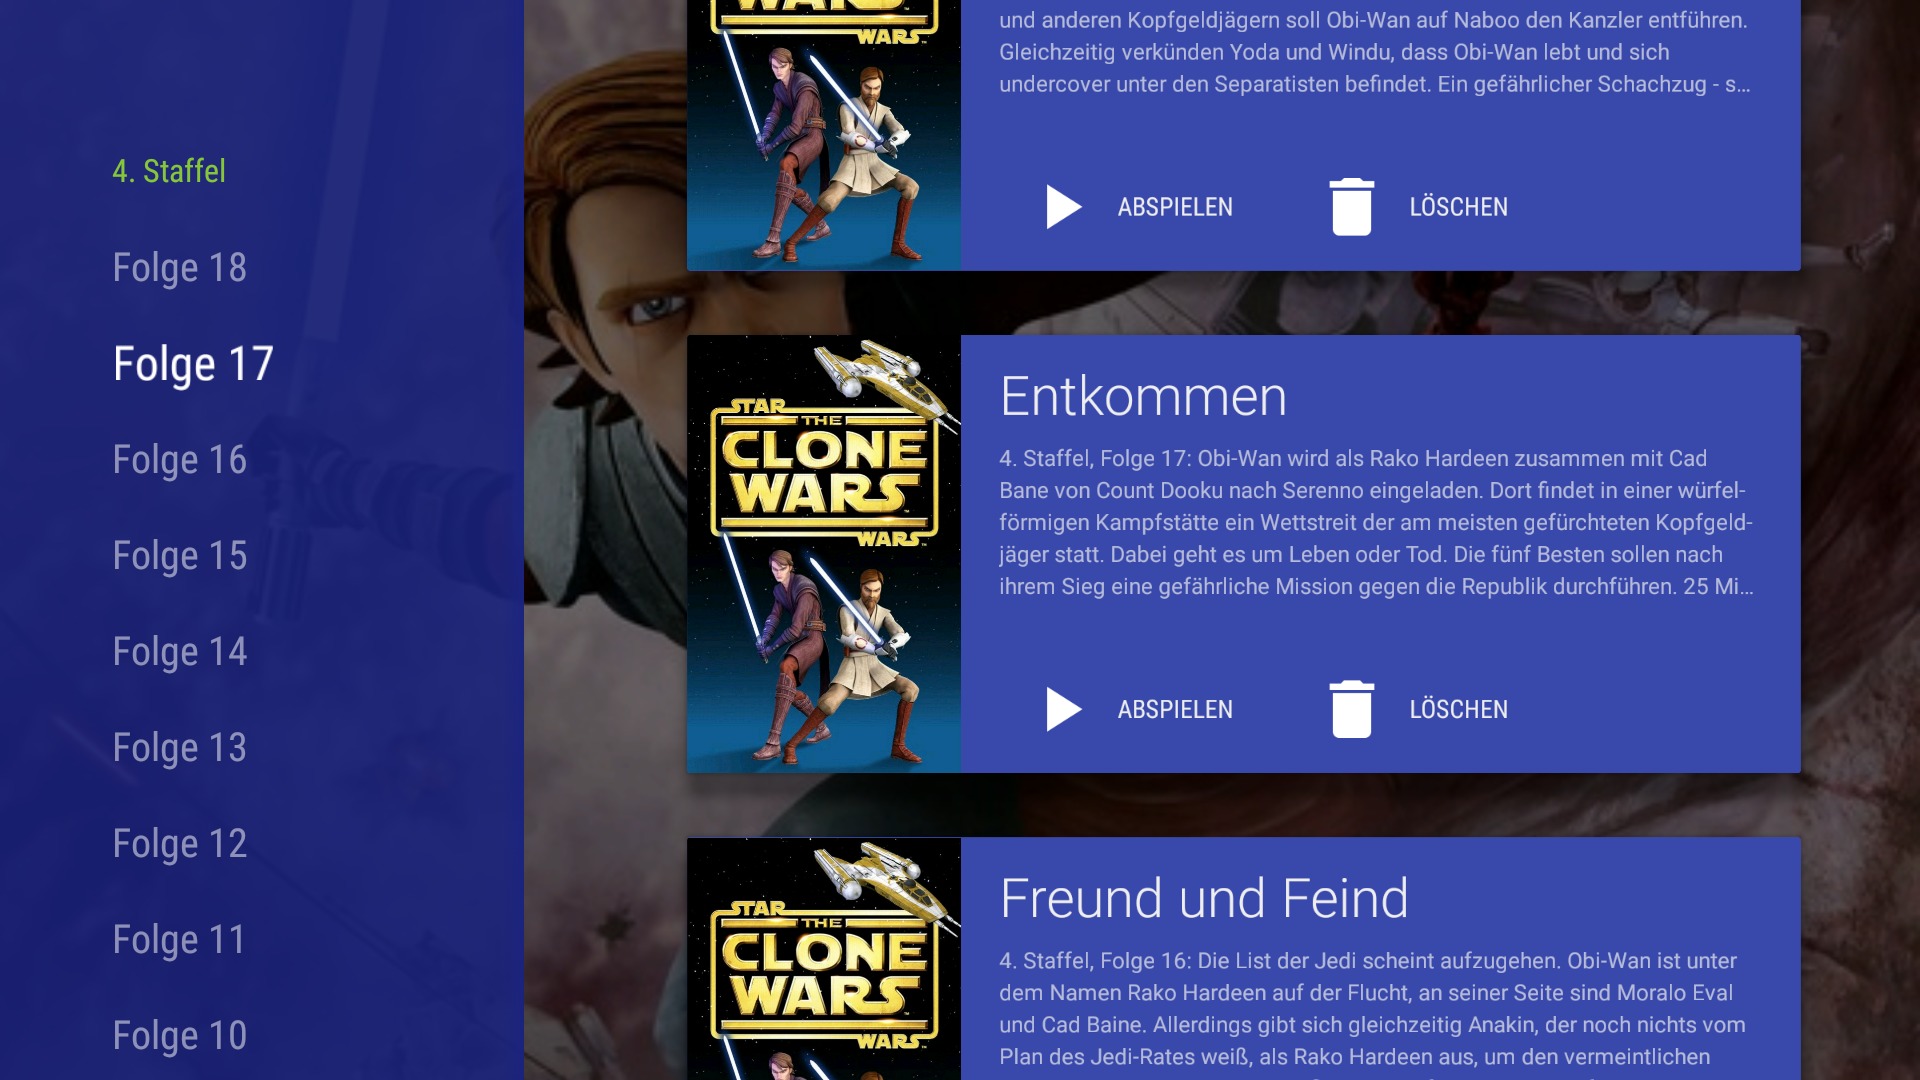 4. Staffel
Folge 18
Folge 17
Folge 16
Folge 15
Folge 14
Folge 13
Folge 12
Folge 11
Folge 10
WARS
WARS
und anderen Kopfgeldjägern soll Obi-Wan auf Naboo den Kanzler entführen.
Gleichzeitig verkünden Yoda und Windu, dass Obi-Wan lebt und sich
undercover unter den Separatisten befindet. Ein gefährlicher Schachzug - s...
ABSPIELEN LÖSCHEN
STAR
THE
CLONE
WARS
WARS
Entkommen
4. Staffel, Folge 17: Obi-Wan wird als Rako Hardeen zusammen mit Cad
Bane von Count Dooku nach Serenno eingeladen. Dort findet in einer würfel-
förmigen Kampfstätte ein Wettstreit der am meisten gefürchteten Kopfgeld-
jäger statt. Dabei geht es um Leben oder Tod. Die fünf Besten sollen nach
ihrem Sieg eine gefährliche Mission gegen die Republik durchführen. 25 Mi...
ABSPIELEN LÖSCHEN
STAR
THE
CLONE
WARS
WARS
Freund und Feind
4. Staffel, Folge 16: Die List der Jedi scheint aufzugehen. Obi-Wan ist unter
dem Namen Rako Hardeen auf der Flucht, an seiner Seite sind Moralo Eval
und Cad Baine. Allerdings gibt sich gleichzeitig Anakin, der noch nichts vom
Plan des Jedi-Rates weiß, als Rako Hardeen aus, um den vermeintlichen